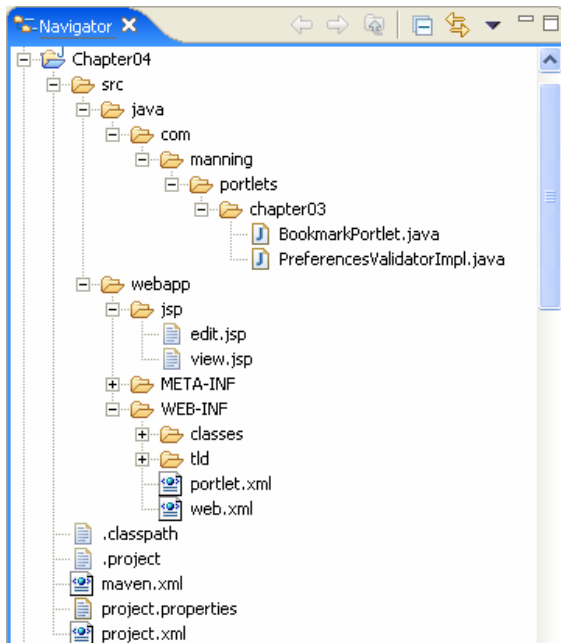 Navigator
Chapter04
src
java
com
manning
portlets
chapter03
BookmarkPortlet.java
PreferencesValidatorImpl.java
webapp
jsp
edit.jsp
view.jsp
META-INF
WEB-INF
classes
tld
portlet.xml
web.xml
.classpath
.project
maven.xml
project.properties
project.xml